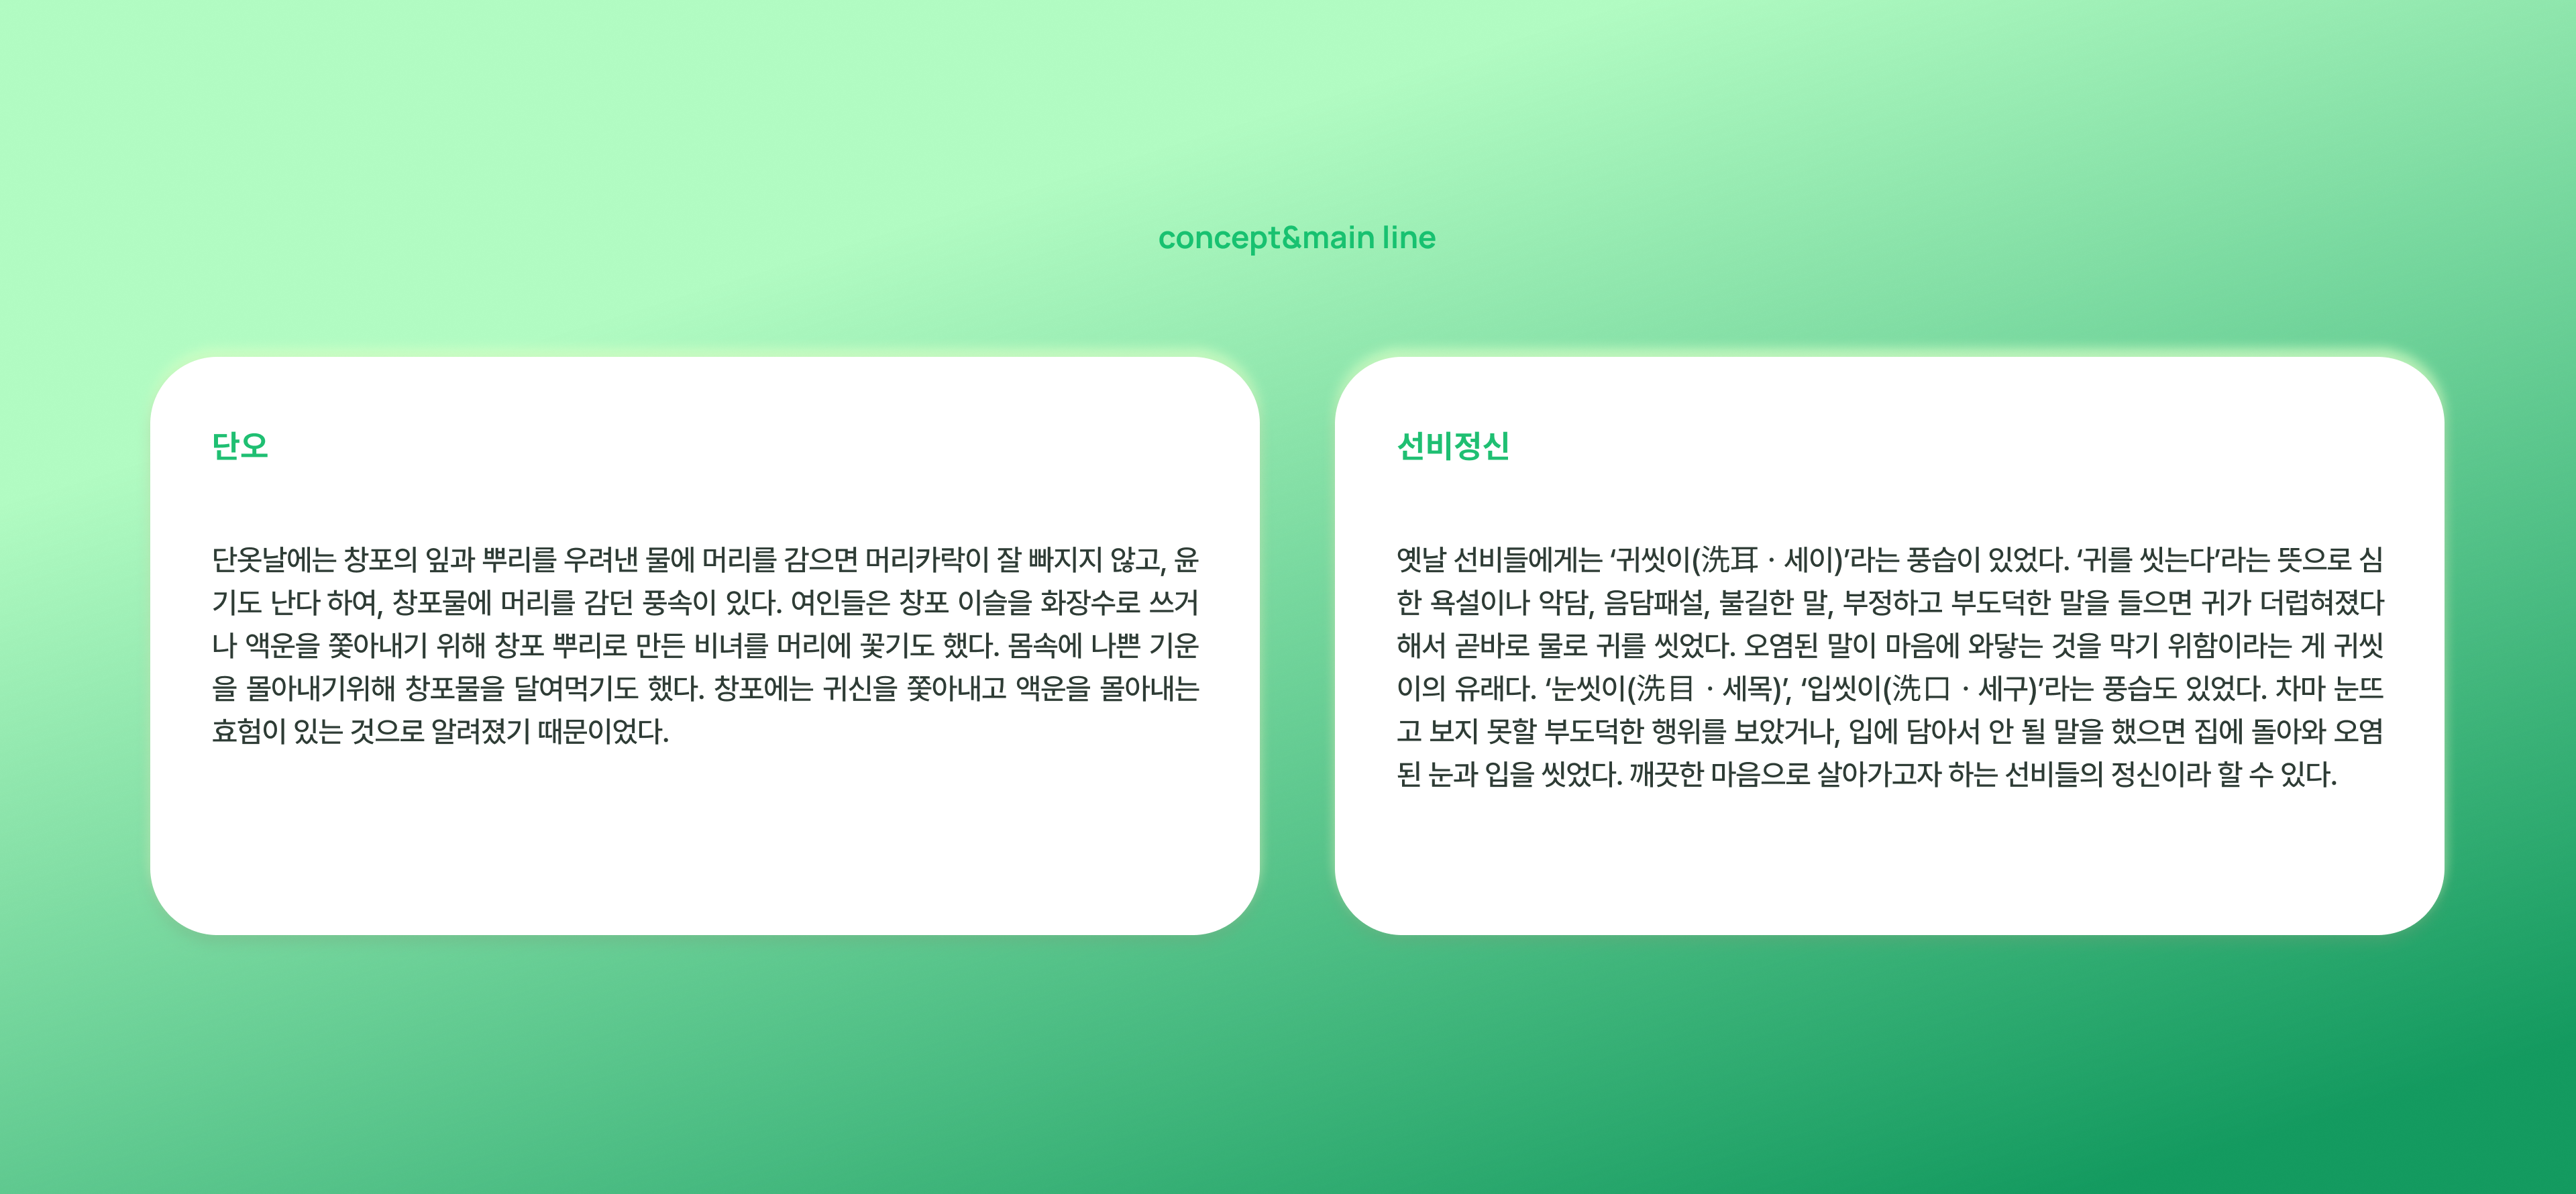 concept&main line
단오
단옷날에는 창포의 잎과 뿌리를 우려낸 물에 머리를 감으면 머리카락이 잘 빠지지 않고, 윤
기도 난다 하여, 창포물에 머리를 감던 풍속이 있다. 여인들은 창포 이슬을 화장수로 쓰거
나 액운을 쫓아내기 위해 창포 뿌리로 만든 비녀를 머리에 꽂기도 했다. 몸속에 나쁜 기운
을 몰아내기위해 창포물을 달여먹기도 했다. 창포에는 귀신을 쫓아내고 액운을 몰아내는
효험이 있는 것으로 알려졌기 때문이었다.
선비정신
옛날 선비들에게는 ‘귀씻이(洗耳 · 세이)’라는 풍습이 있었다. ‘귀를 씻는다’라는 뜻으로 심
한 욕설이나 악담, 음담패설, 불길한 말, 부정하고 부도덕한 말을 들으면 귀가 더럽혀졌다
해서 곧바로 물로 귀를 씻었다. 오염된 말이 마음에 와닿는 것을 막기 위함이라는 게 귀씻
이의 유래다. ‘눈씻이(洗目 · 세목)’, ‘입씻이(洗口 · 세구)’라는 풍습도 있었다. 차마 눈뜨
고 보지 못할 부도덕한 행위를 보았거나, 입에 담아서 안 될 말을 했으면 집에 돌아와 오염
된 눈과 입을 씻었다. 깨끗한 마음으로 살아가고자 하는 선비들의 정신이라 할 수 있다.